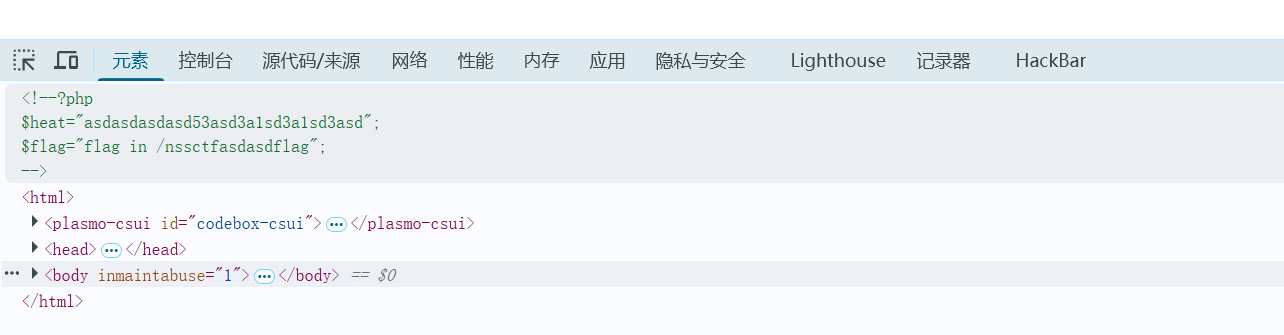 元素 控制台 源代码/来源 网络 性能 内存 应用 隐私与安全 Lighthouse 记录器 HackBar
<!--?php
$heat="asdasdasdasd53asd3a1sd3a1sd3asd";
$flag="flag in /nssctfasdasdflag";
-->
<html>
<plasmo-csui id="codebox-csui">…</plasmo-csui>
<head>…</head>
<body inmaintabuse="1">…</body> == $0
</html>